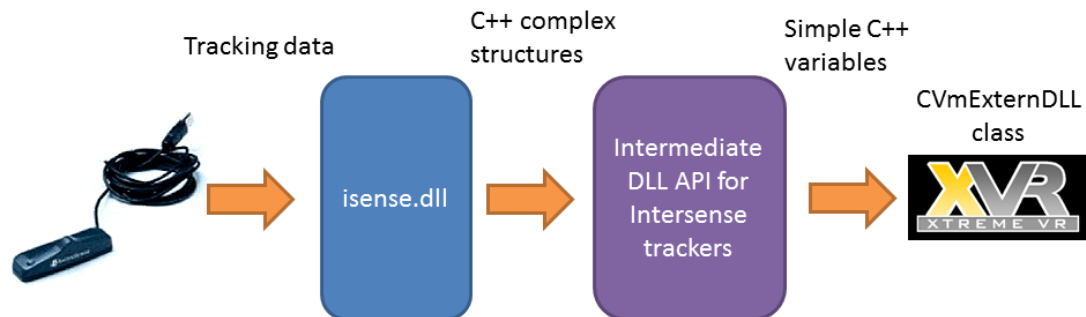 Tracking data
C++ complex
structures
Simple C++
variables
CVmExternDLL
class
isense.dll
Intermediate
DLL API for
Intersense
trackers
XVR
XTREME VR